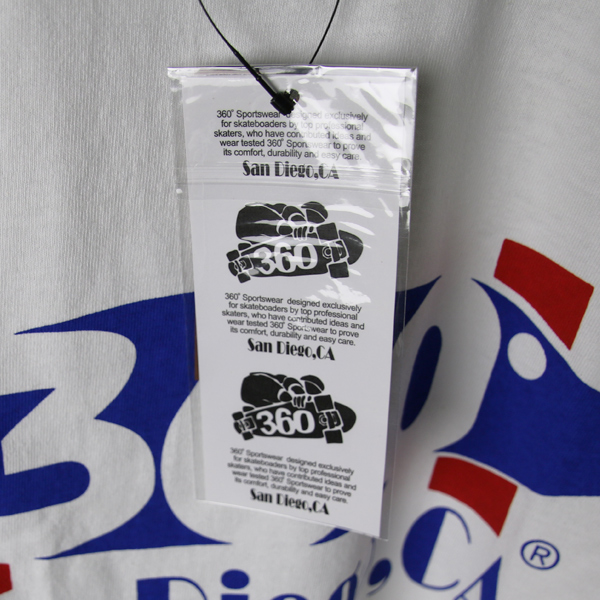 360° Sportswear designed exclusively
for skateboaders by top professional
skaters, who have contributed ideas and
wear tested 360° Sportswear to prove
its comfort, durability and easy care.
San Diego,CA
360
360° Sportswear designed exclusively
for skateboaders by top professional
skaters, who have contributed ideas and
wear tested 360° Sportswear to prove
its comfort, durability and easy care.
San Diego,CA
360
360° Sportswear designed exclusively
for skateboaders by top professional
skaters, who have contributed ideas and
wear tested 360° Sportswear to prove
its comfort, durability and easy care.
San Diego,CA
360
Diego,CA ®